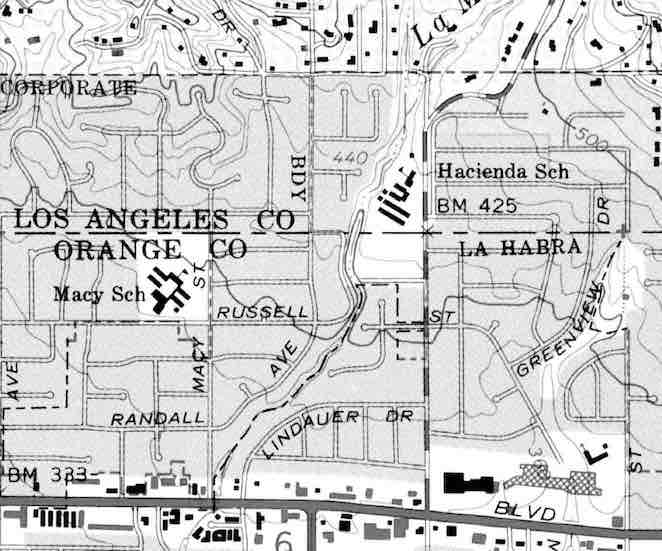 DR
La M
CORPORATE
BDY
440
500
Hacienda Sch
BM 425
DR
LOS ANGELES CO
ORANGE CO
LA HABRA
Macy Sch
ST
RUSSELL
ST
GREENVIEW
AVE
MACY
AVE
RANDALL
LINDAUER DR
BM 333
ST
BLVD
6